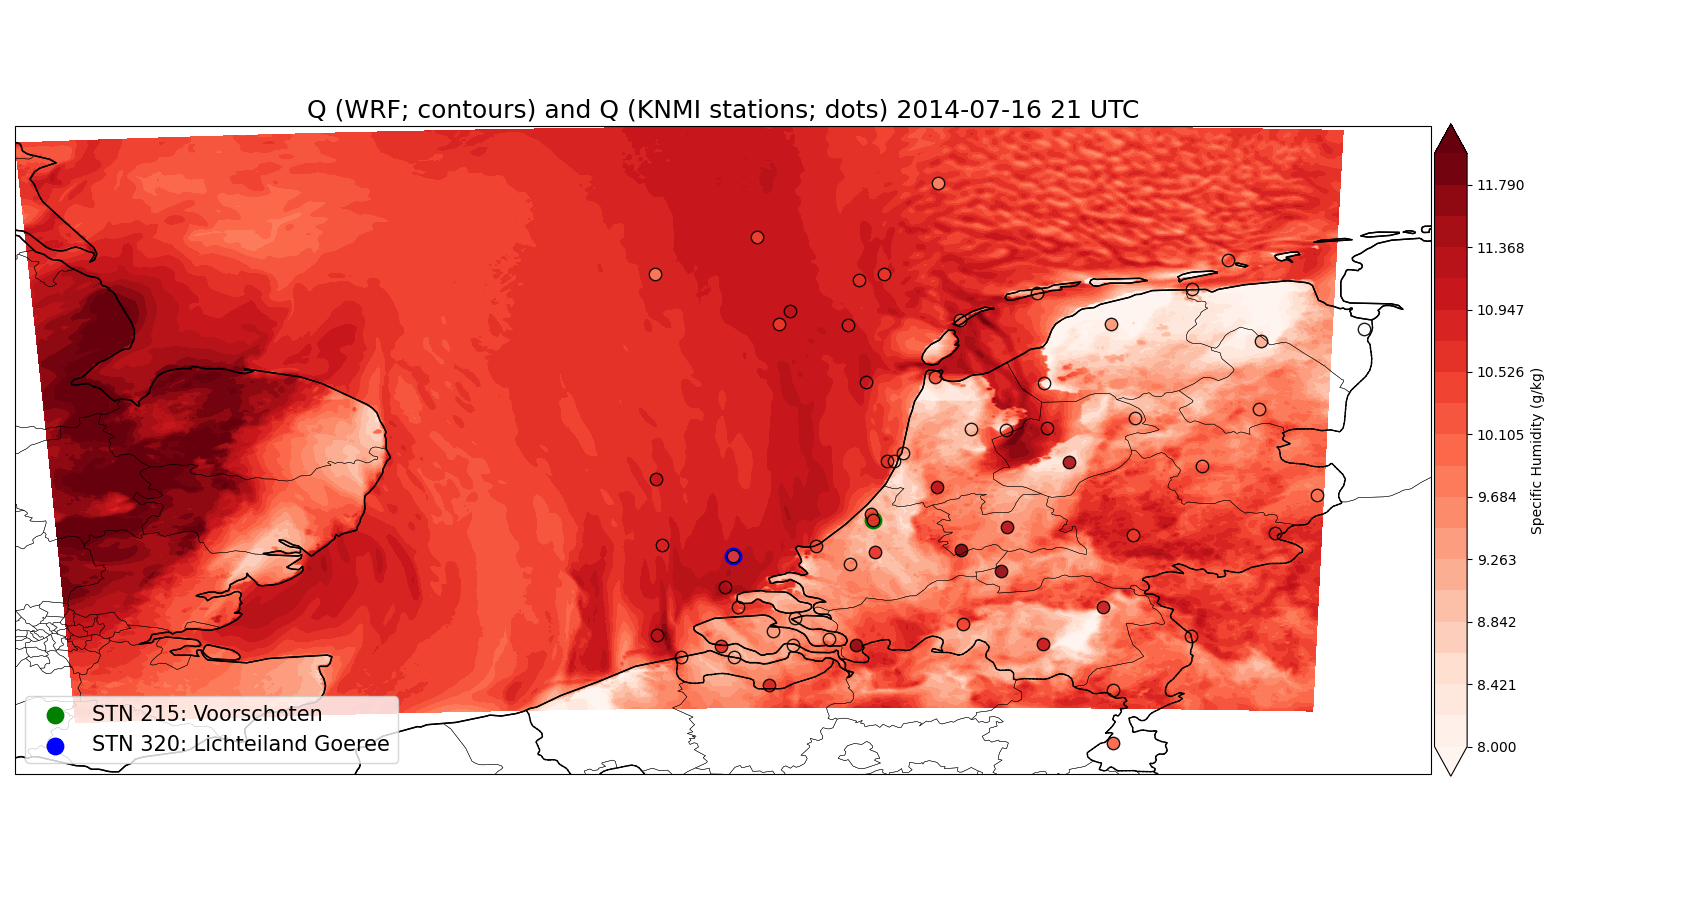 Q (WRF; contours) and Q (KNMI stations; dots) 2014-07-16 21 UTC
11.790
11.368
10.947
10.526
10.105
9.684
9.263
8.842
8.421
8.000
Specific Humidity (g/kg)
STN 215: Voorschoten
STN 320: Lichteiland Goeree